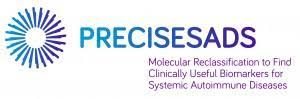 PRECISESADS
Molecular Reclassification to Find
Clinically Useful Biomarkers for
Systemic Autoimmune Diseases